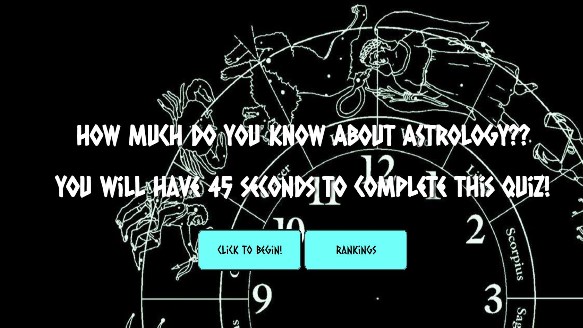 HOW MUCH DO YOU KNOW ABOUT ASTROLOGY??
YOU WILL HAVE 45 SECONDS TO COMPLETE THIS QUIZ!
CLICK TO BEGIN!
RANKINGS
12
11
1
10
2
9
3
Scorpius